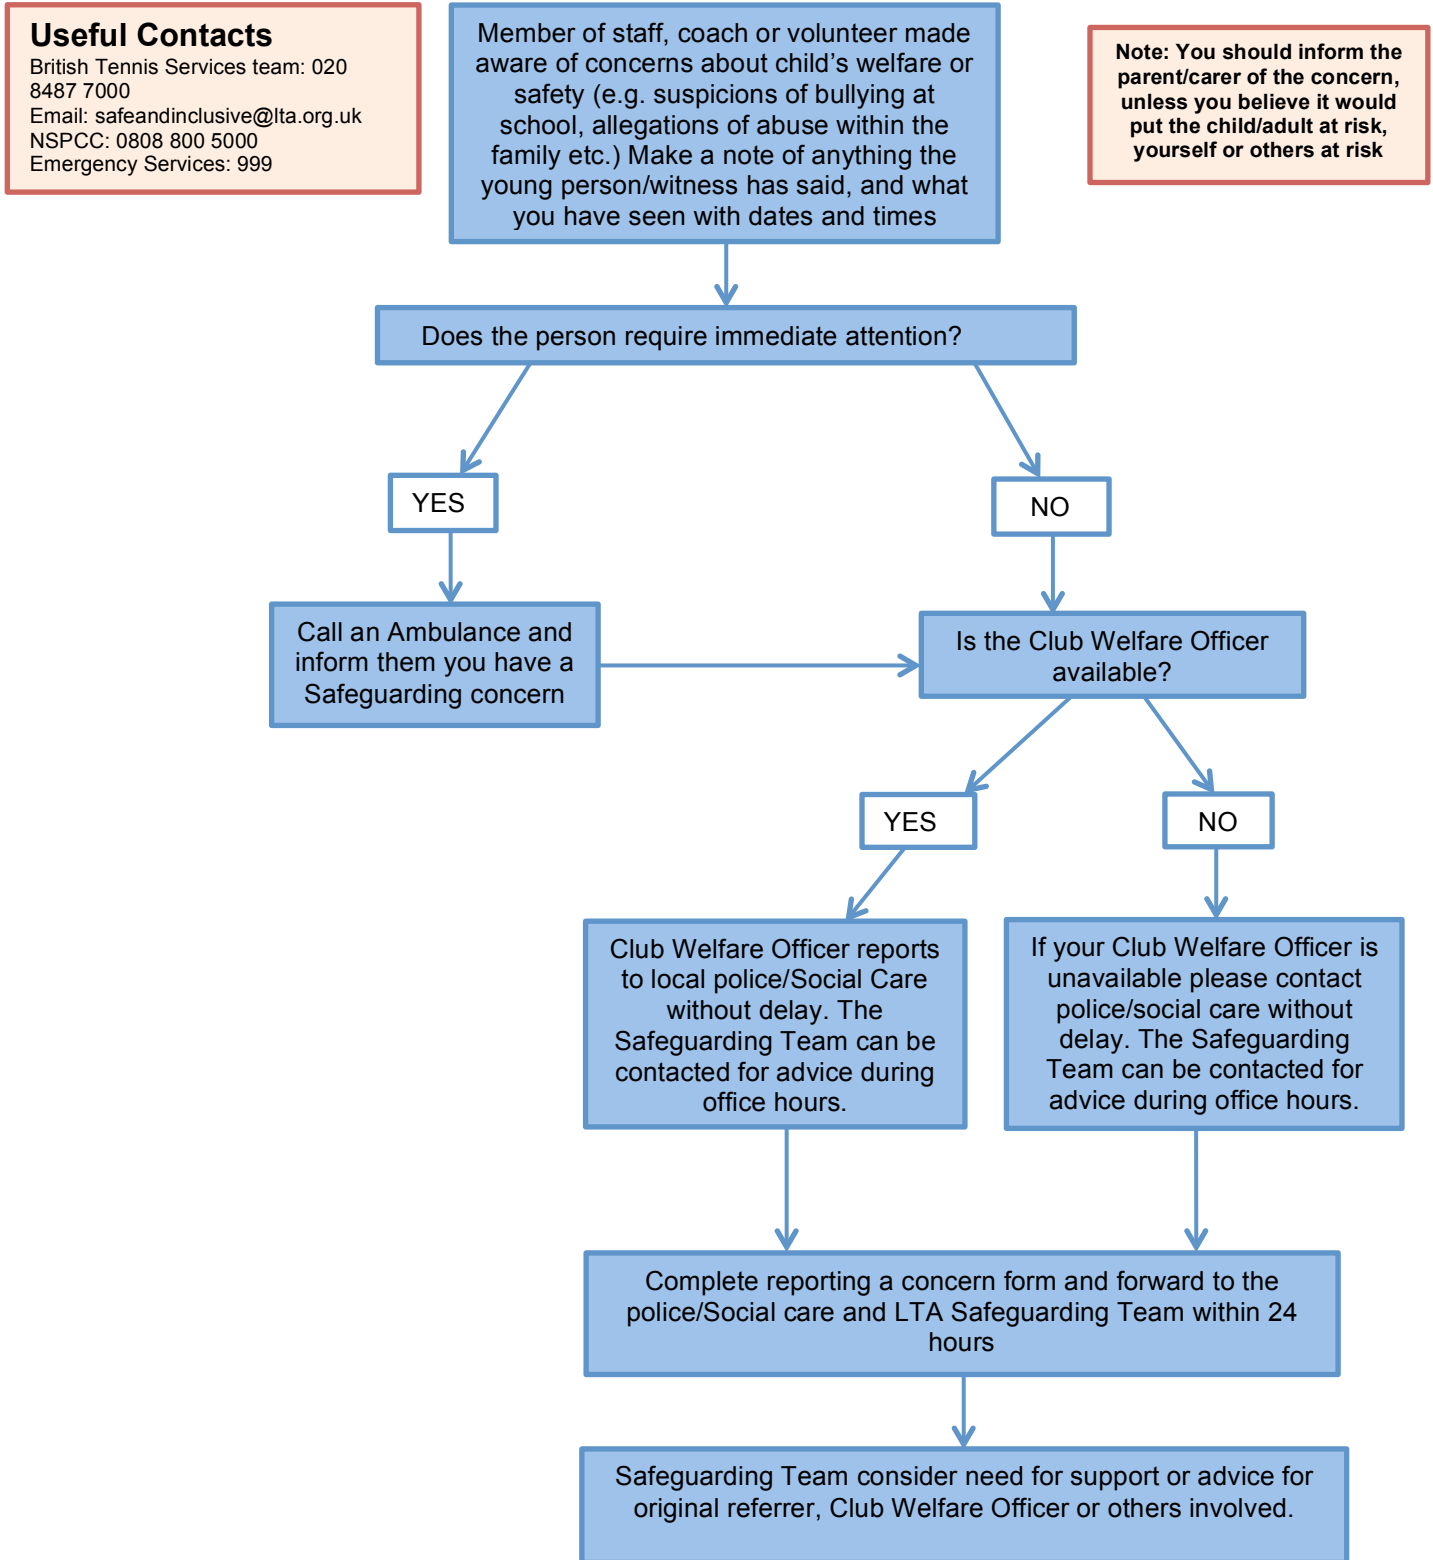 Useful Contacts
British Tennis Services team: 020
8487 7000
Email: safeandinclusive@lta.org.uk
NSPCC: 0808 800 5000
Emergency Services: 999
Member of staff, coach or volunteer made
aware of concerns about child’s welfare or
safety (e.g. suspicions of bullying at
school, allegations of abuse within the
family etc.) Make a note of anything the
young person/witness has said, and what
you have seen with dates and times
Note: You should inform the
parent/carer of the concern,
unless you believe it would
put the child/adult at risk,
yourself or others at risk
Does the person require immediate attention?
YES
NO
Call an Ambulance and
inform them you have a
Safeguarding concern
Is the Club Welfare Officer
available?
YES
NO
Club Welfare Officer reports
to local police/Social Care
without delay. The
Safeguarding Team can be
contacted for advice during
office hours.
If your Club Welfare Officer is
unavailable please contact
police/social care without
delay. The Safeguarding
Team can be contacted for
advice during office hours.
Complete reporting a concern form and forward to the
police/Social care and LTA Safeguarding Team within 24
hours
Safeguarding Team consider need for support or advice for
original referrer, Club Welfare Officer or others involved.